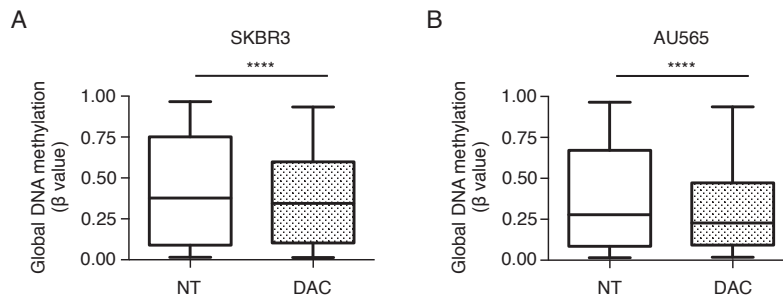 A
SKBR3
****
Global DNA methylation
(β value)
1.00
0.75
0.50
0.25
0.00
NT DAC
B
AU565
****
Global DNA methylation
(β value)
1.00
0.75
0.50
0.25
0.00
NT DAC